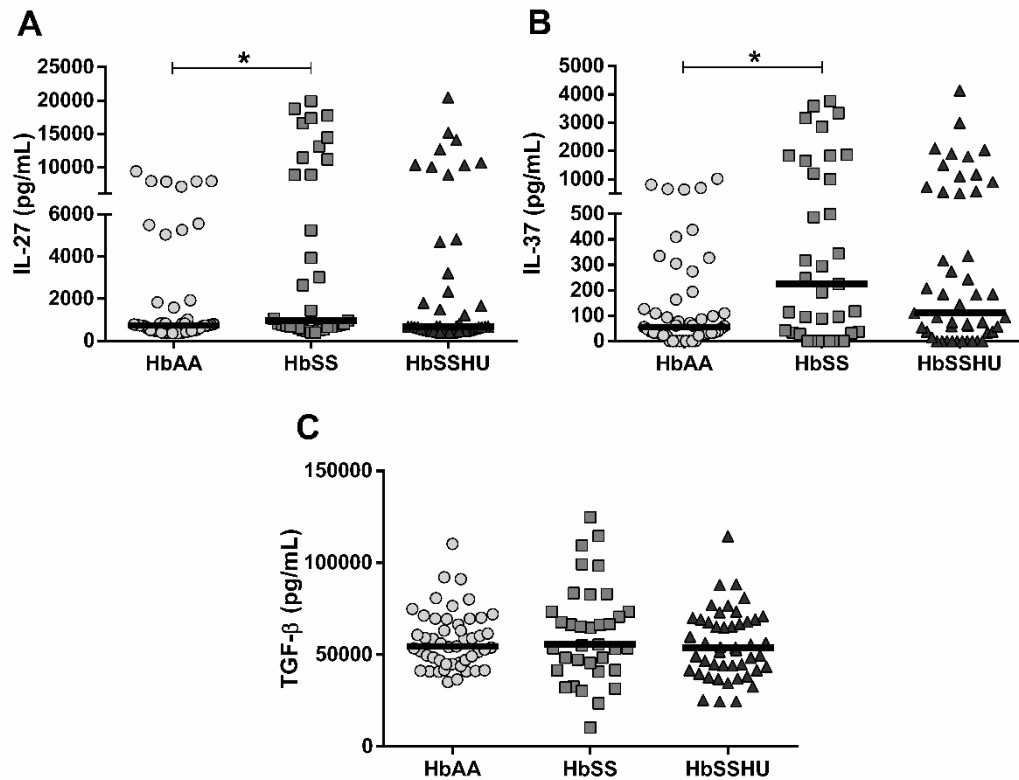 A
*
IL-27 (pg/mL)
25000
20000
15000
10000
6000
4000
2000
0
HbAA HbSS HbSSHU
B
*
IL-37 (pg/mL)
5000
4000
3000
2000
1000
500
400
300
200
100
0
HbAA HbSS HbSSHU
C
TGF-β (pg/mL)
150000
100000
50000
0
HbAA HbSS HbSSHU